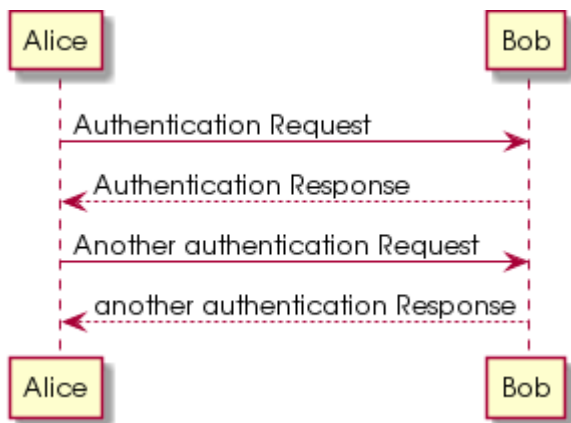 Alice Bob
Authentication Request
Authentication Response
Another authentication Request
another authentication Response
Alice Bob